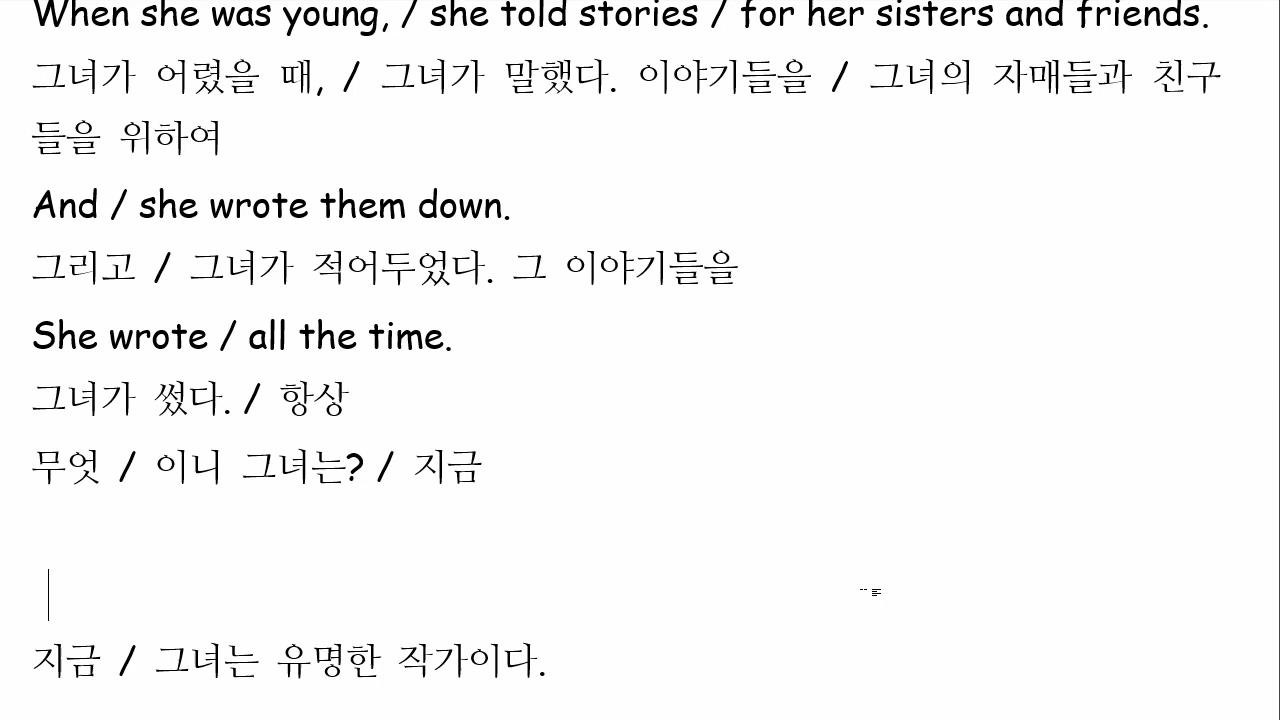 When she was young, / she told stories / for her sisters and friends.
그녀가 어렸을 때, / 그녀가 말했다. 이야기들을 / 그녀의 자매들과 친구
들을 위하여
And / she wrote them down.
그리고 / 그녀가 적어두었다. 그 이야기들을
She wrote / all the time.
그녀가 썼다. / 항상
무엇 / 이니 그녀는? / 지금
지금 / 그녀는 유명한 작가이다.